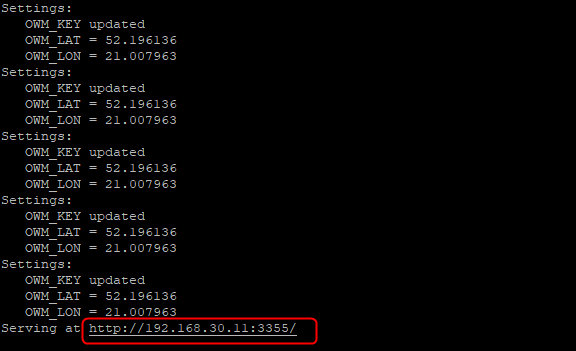 Settings:
OWM_KEY updated
OWM_LAT = 52.196136
OWM_LON = 21.007963
Settings:
OWM_KEY updated
OWM_LAT = 52.196136
OWM_LON = 21.007963
Settings:
OWM_KEY updated
OWM_LAT = 52.196136
OWM_LON = 21.007963
Settings:
OWM_KEY updated
OWM_LAT = 52.196136
OWM_LON = 21.007963
Settings:
OWM_KEY updated
OWM_LAT = 52.196136
OWM_LON = 21.007963
Serving at http://192.168.30.11:3355/